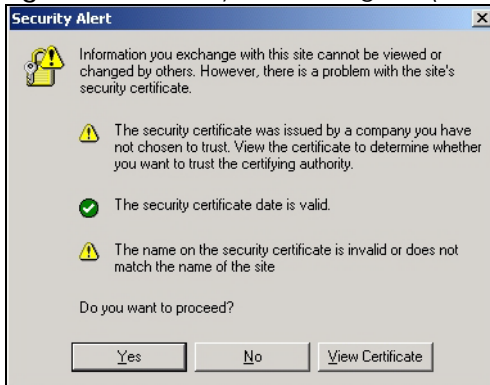 Security Alert
Information you exchange with this site cannot be viewed or
changed by others. However, there is a problem with the site's
security certificate.
The security certificate was issued by a company you have
not chosen to trust. View the certificate to determine whether
you want to trust the certifying authority.
The security certificate date is valid.
The name on the security certificate is invalid or does not
match the name of the site
Do you want to proceed?
Yes No View Certificate